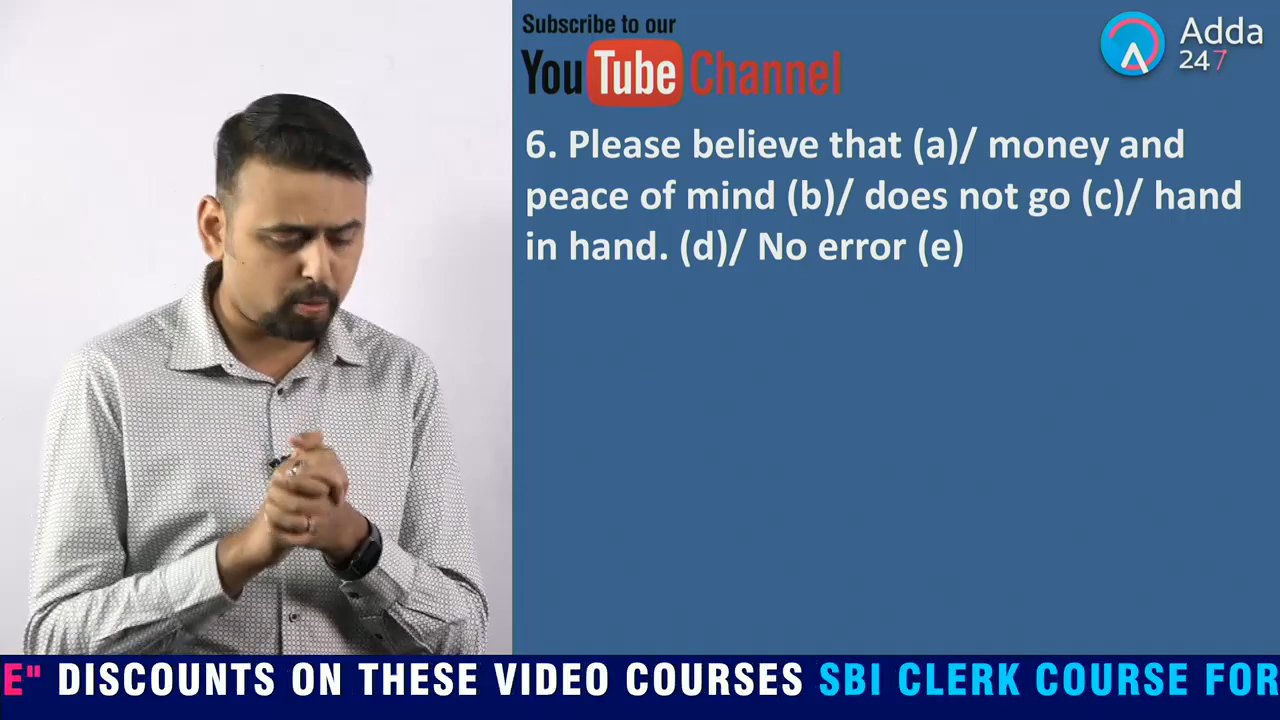 Subscribe to our
YouTube Channel
Adda
247
6. Please believe that (a)/ money and
peace of mind (b)/ does not go (c)/ hand
in hand. (d)/ No error (e)
E" DISCOUNTS ON THESE VIDEO COURSES SBI CLERK COURSE FOR